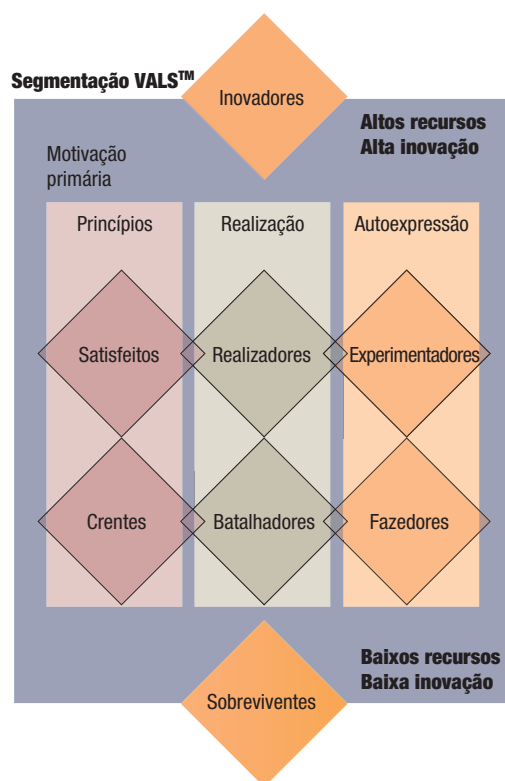 Segmentação VALS™
Inovadores
Altos recursos
Alta inovação
Motivação
primária
Princípios
Realização
Autoexpressão
Satisfeitos
Realizadores
Experimentadores
Crentes
Batalhadores
Fazedores
Baixos recursos
Baixa inovação
Sobreviventes